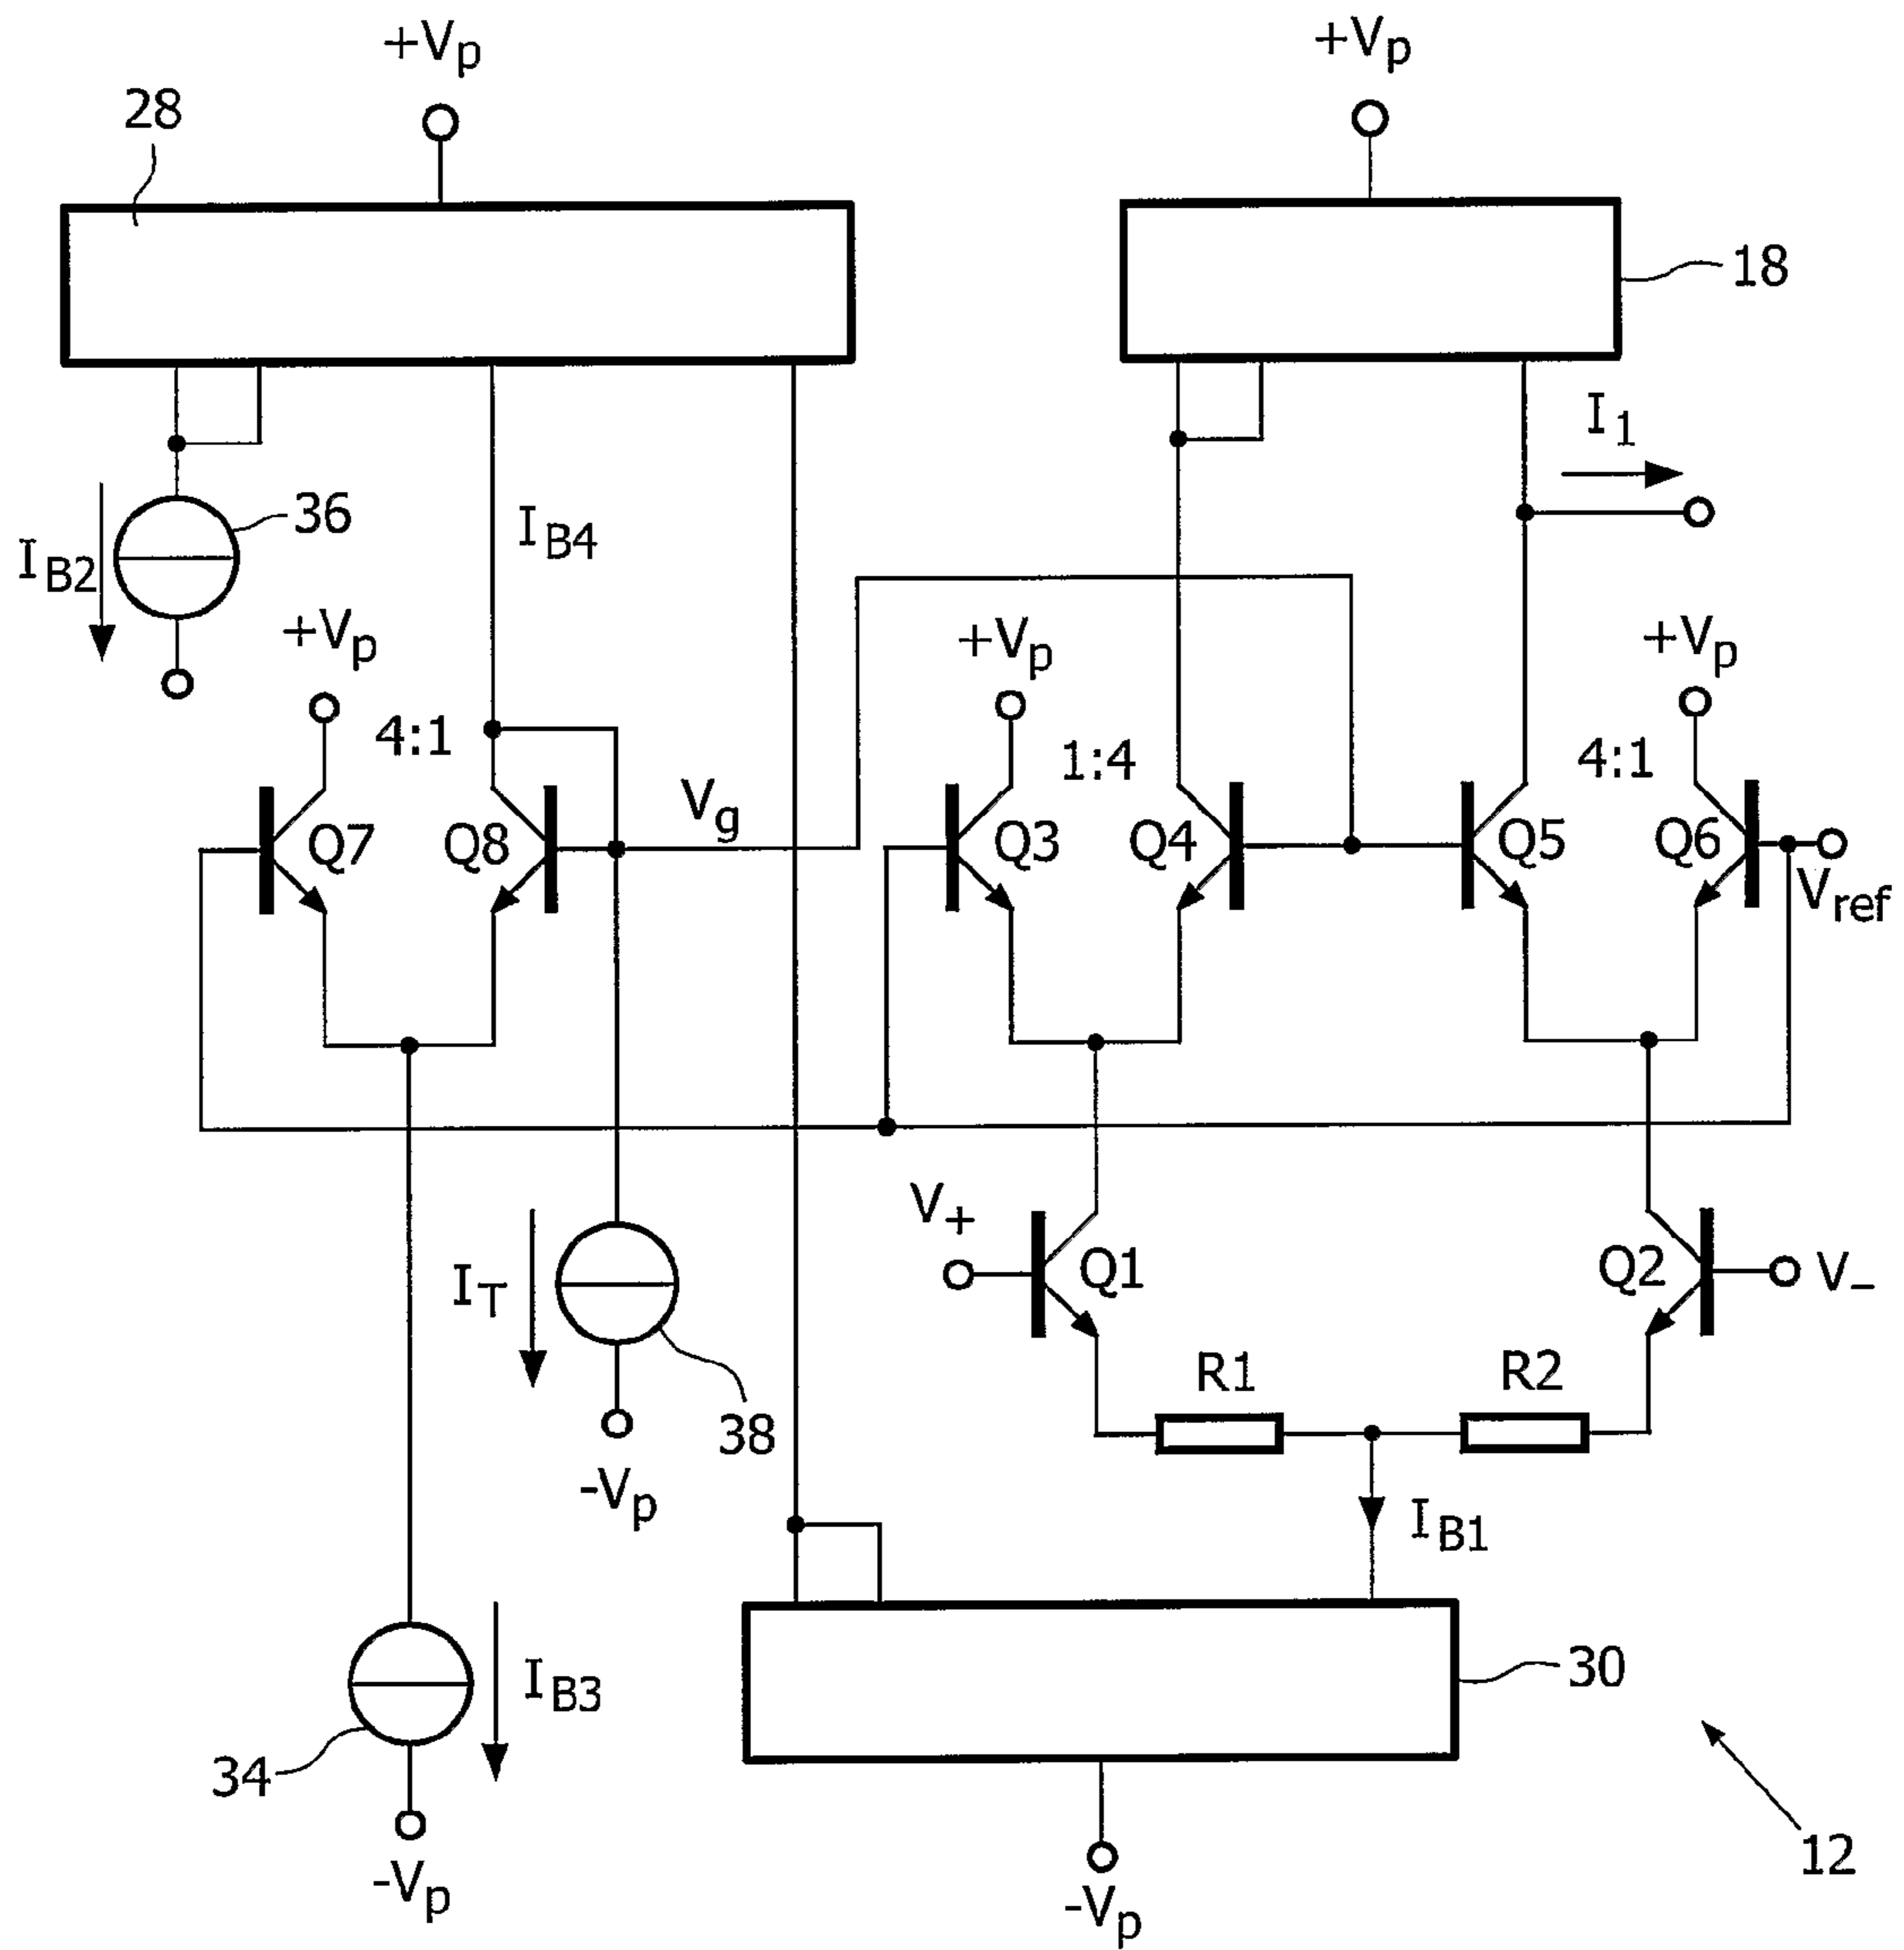 +Vp
+Vp
28
18
I1
36
IB4
IB2
+Vp
+Vp
+Vp
4:1
1:4
4:1
Vg
Q7
Q8
Q3
Q4
Q5
Q6
Vref
V+
Q1
Q2
V-
IT
R1
R2
38
-Vp
IB1
30
IB3
34
12
-Vp
-Vp